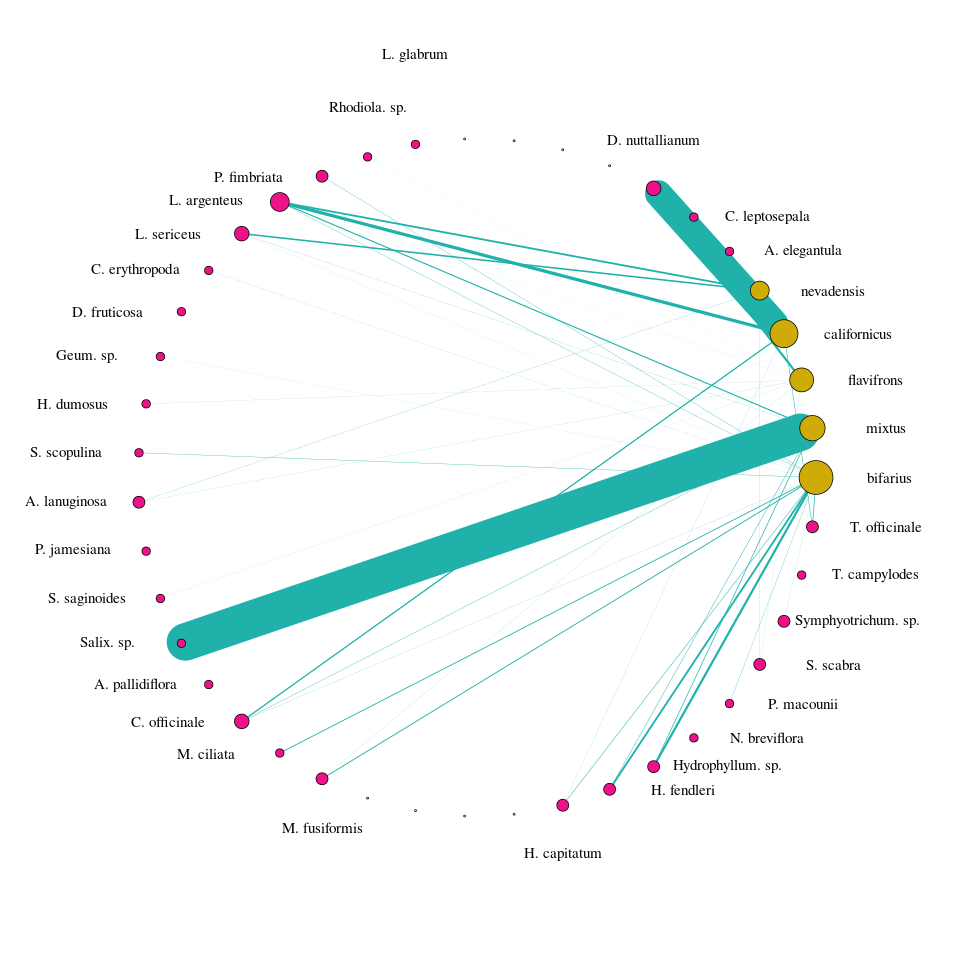 L. glabrum
Rhodiola. sp.
D. nuttallianum
P. fimbriata
L. argenteus
C. leptosepala
L. sericeus
A. elegantula
C. erythropoda
nevadensis
D. fruticosa
californicus
Geum. sp.
flavifrons
H. dumosus
mixtus
S. scopulina
bifarius
A. lanuginosa
T. officinale
P. jamesiana
T. campylodes
S. saginoides
Symphyotrichum. sp.
Salix. sp.
S. scabra
A. pallidiflora
P. macounii
C. officinale
N. breviflora
M. ciliata
Hydrophyllum. sp.
H. fendleri
M. fusiformis
H. capitatum